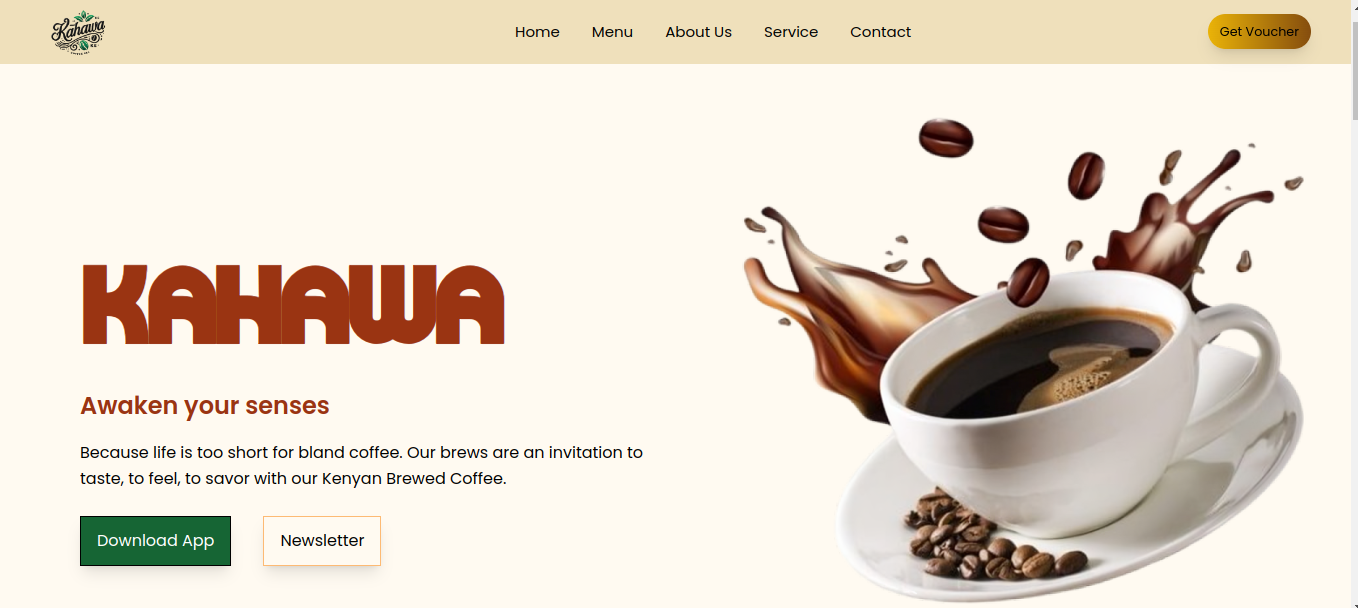 Kahawa
Home Menu About Us Service Contact
Get Voucher
KAHAWA
Awaken your senses
Because life is too short for bland coffee. Our brews are an invitation to
taste, to feel, to savor with our Kenyan Brewed Coffee.
Download App
Newsletter